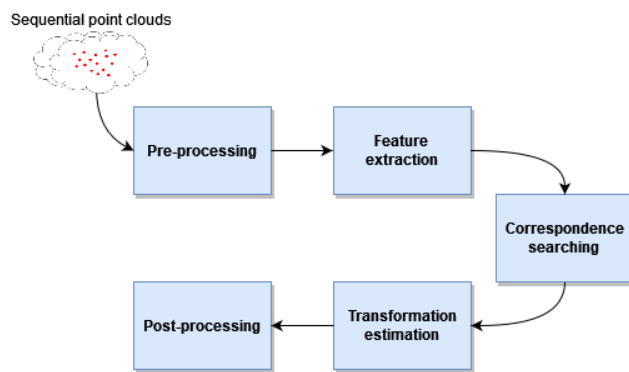 Sequential point clouds
Pre-processing
Feature
extraction
Correspondence
searching
Transformation
estimation
Post-processing